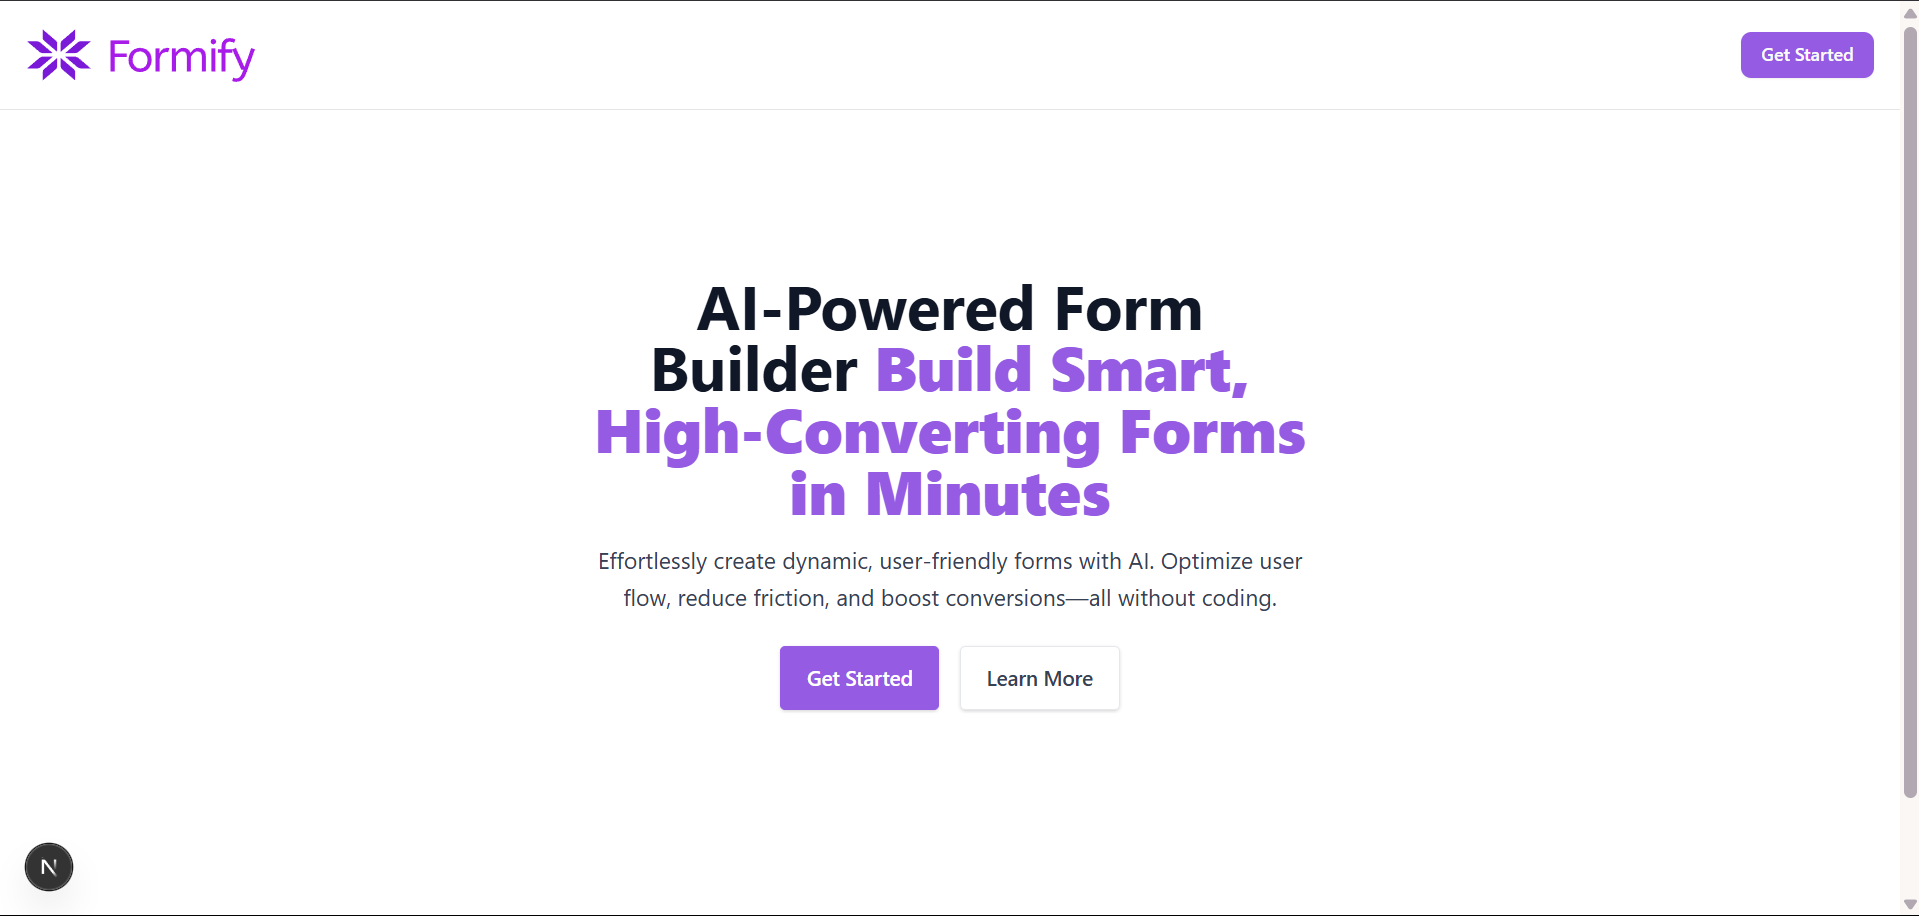 Formify
Get Started
AI-Powered Form
Builder Build Smart,
High-Converting Forms
in Minutes
Effortlessly create dynamic, user-friendly forms with AI. Optimize user
flow, reduce friction, and boost conversions—all without coding.
Get Started
Learn More
N